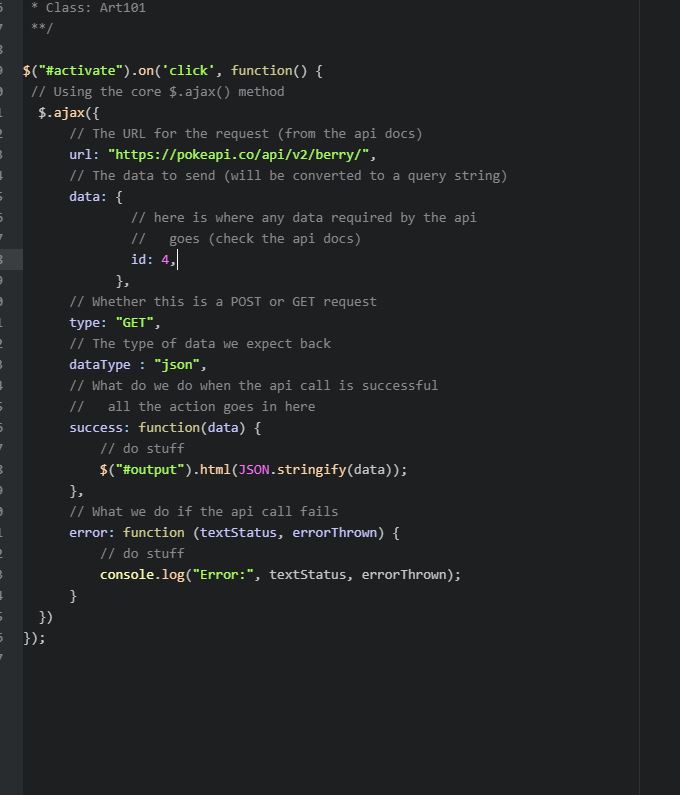 * Class: Art101
**/
$("#activate").on('click', function() {
// Using the core $.ajax() method
$.ajax({
// The URL for the request (from the api docs)
url: "https://pokeapi.co/api/v2/berry/",
// The data to send (will be converted to a query string)
data: {
// here is where any data required by the api
//   goes (check the api docs)
id: 4,
},
// Whether this is a POST or GET request
type: "GET",
// The type of data we expect back
dataType : "json",
// What do we do when the api call is successful
//   all the action goes in here
success: function(data) {
// do stuff
$("#output").html(JSON.stringify(data));
},
// What we do if the api call fails
error: function (textStatus, errorThrown) {
// do stuff
console.log("Error:", textStatus, errorThrown);
}
})
});